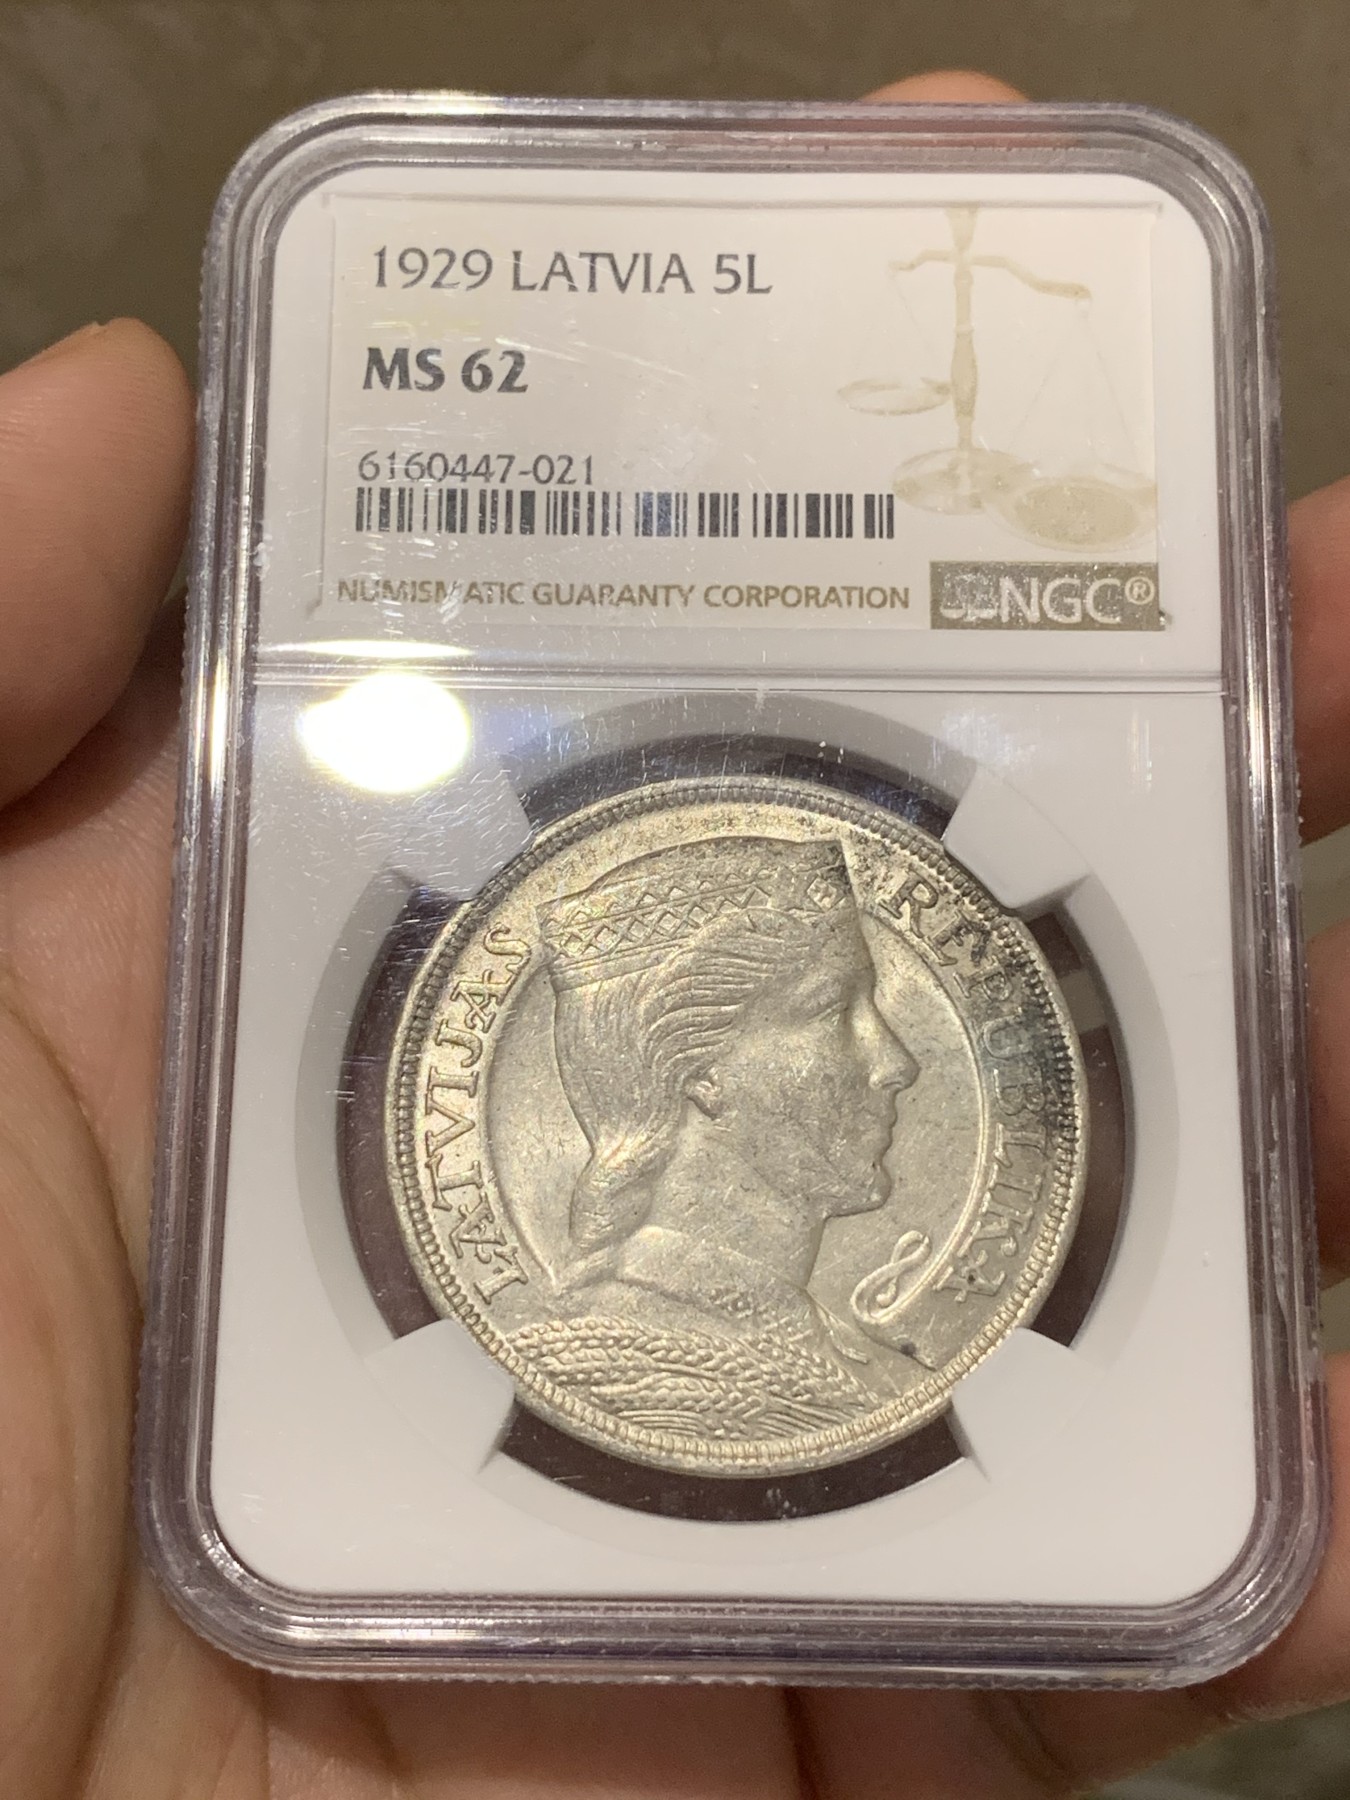 1929 LATVIA 5L
MS 62
6160447-021
NUMISMATIC GUARANTY CORPORATION
NGC®
LATVIJAS REPUBLIKA